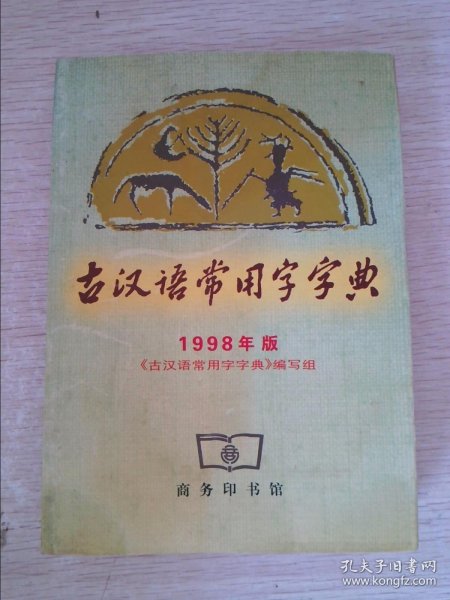 古汉语常用字字典
1998年版
《古汉语常用字字典》编写组
商务印书馆
孔夫子旧书网
www.kongfz.com